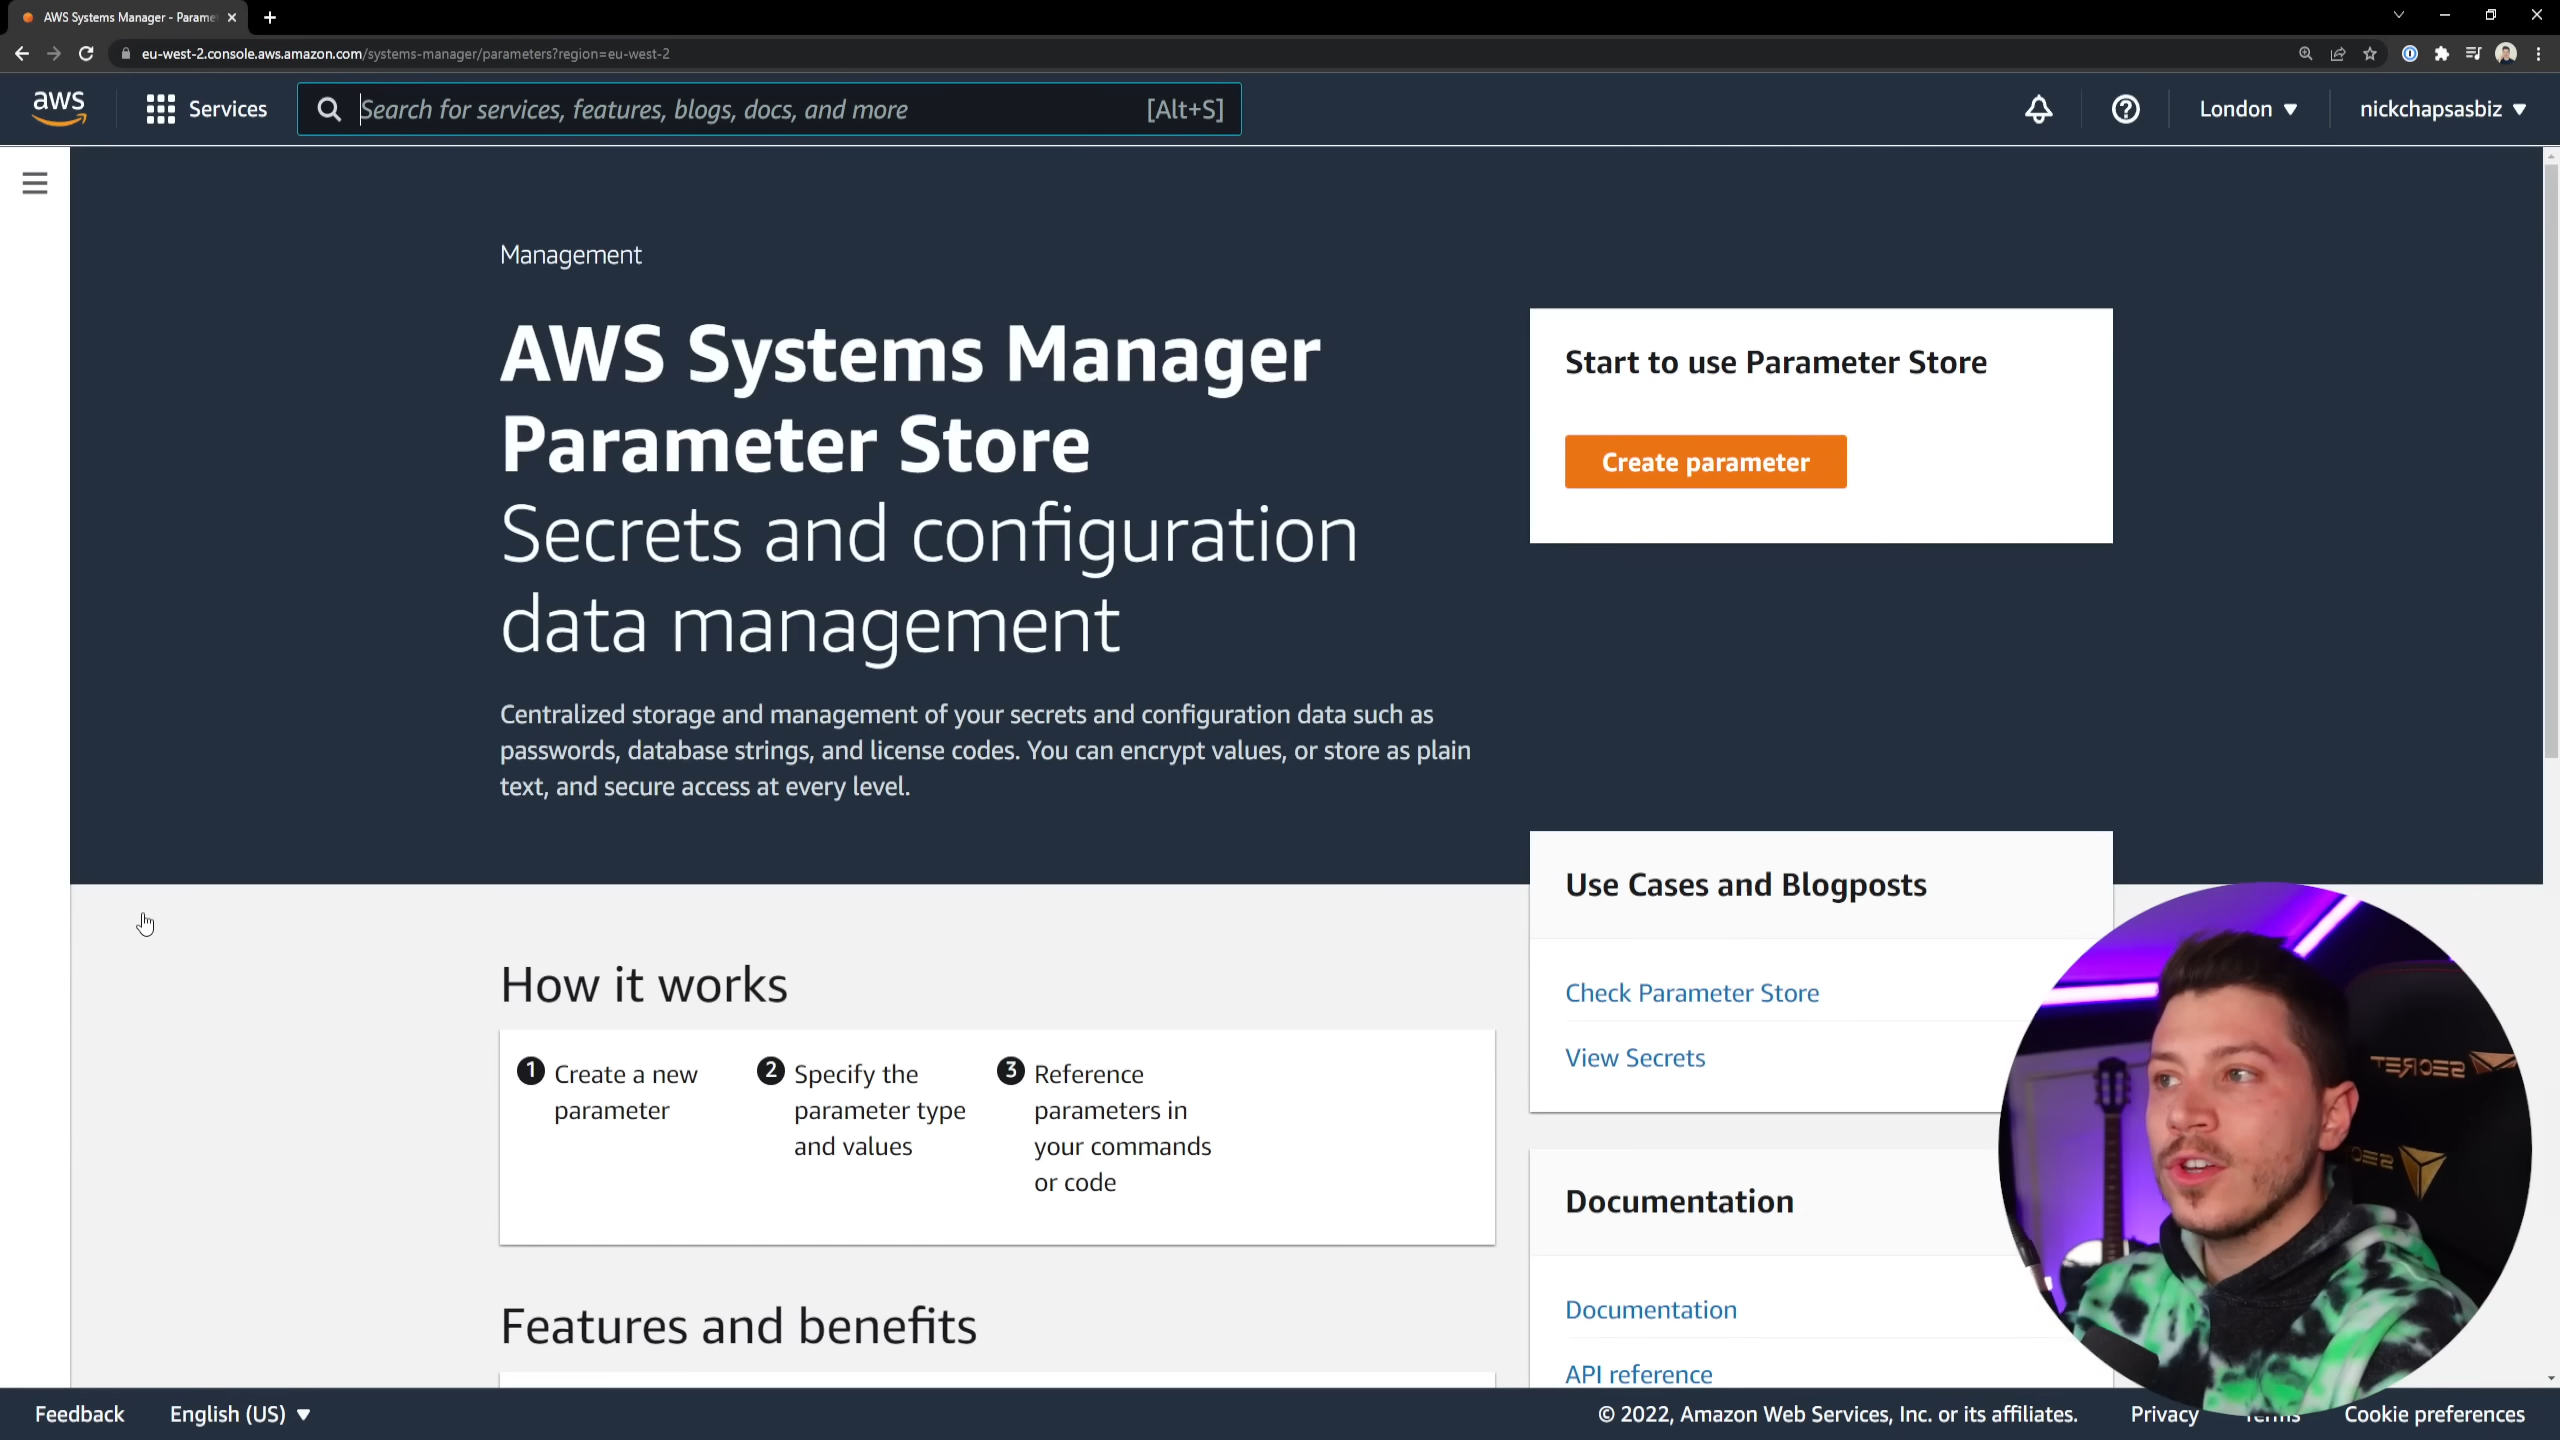 AWS Systems Manager - Parame
eu-west-2.console.aws.amazon.com/systems-manager/parameters?region=eu-west-2
aws
Services
Search for services, features, blogs, docs, and more
[Alt+S]
London
nickchapsasbiz
Management
AWS Systems Manager
Parameter Store
Secrets and configuration
data management
Centralized storage and management of your secrets and configuration data such as
passwords, database strings, and license codes. You can encrypt values, or store as plain
text, and secure access at every level.
Start to use Parameter Store
Create parameter
How it works
1 Create a new
parameter
2 Specify the
parameter type
and values
3 Reference
parameters in
your commands
or code
Features and benefits
Use Cases and Blogposts
Check Parameter Store
View Secrets
Documentation
Documentation
API reference
SECRET
Feedback
English (US)
© 2022, Amazon Web Services, Inc. or its affiliates.
Privacy
Terms
Cookie preferences